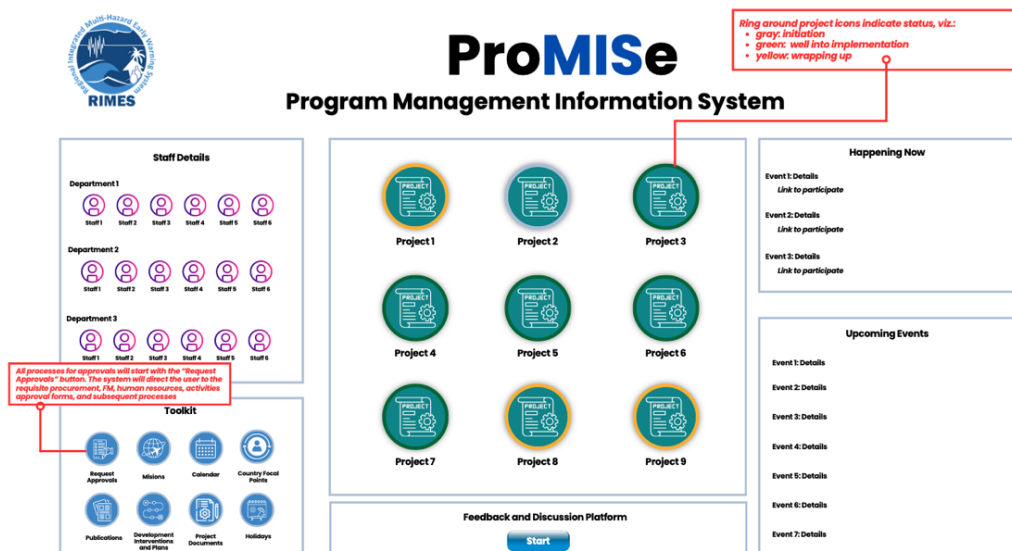 Regional Integrated Multi-Hazard Early Warning System
RIMES
ProMISe
Program Management Information System
Ring around project icons indicate status, viz.:
• gray: initiation
• green: well into implementation
• yellow: wrapping up
Staff Details
Department 1
Staff 1 Staff 2 Staff 3 Staff 4 Staff 5 Staff 6
Department 2
Staff 1 Staff 2 Staff 3 Staff 4 Staff 5 Staff 6
Department 3
Staff 1 Staff 2 Staff 3 Staff 4 Staff 5 Staff 6
All processes for approvals will start with the “Request
Approvals” button. The system will direct the user to the
requisite procurement, FM, human resources, activities
approval forms, and subsequent processes
Toolkit
Request
Approvals
Misions
Calendar
Country Focal
Points
Publications
Development
Interventions
and Plans
Project
Documents
Holidays
PROJECT PROJECT PROJECT
Project 1 Project 2 Project 3
PROJECT PROJECT PROJECT
Project 4 Project 5 Project 6
PROJECT PROJECT PROJECT
Project 7 Project 8 Project 9
Feedback and Discussion Platform
Start
Happening Now
Event 1: Details
Link to participate
Event 2: Details
Link to participate
Event 3: Details
Link to participate
Upcoming Events
Event 1: Details
Event 2: Details
Event 3: Details
Event 4: Details
Event 5: Details
Event 6: Details
Event 7: Details